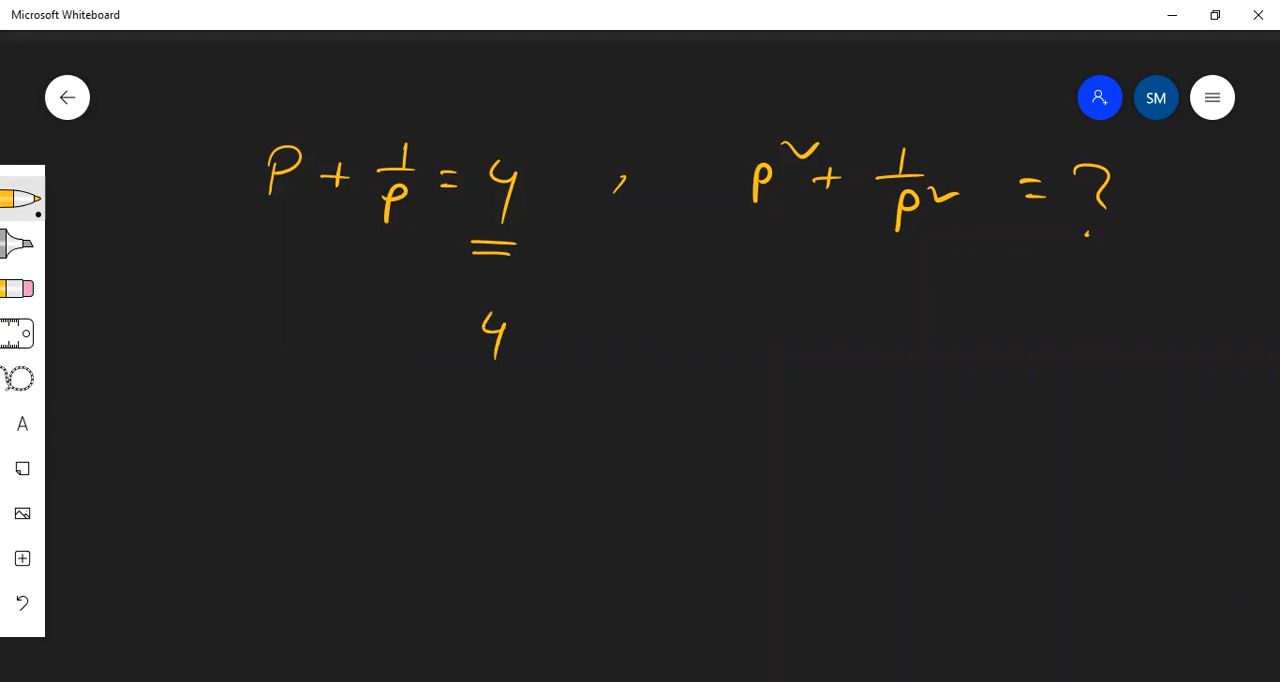 Microsoft Whiteboard
SM
P + 1/P = 4 , p² + 1/p² = ?
4
A